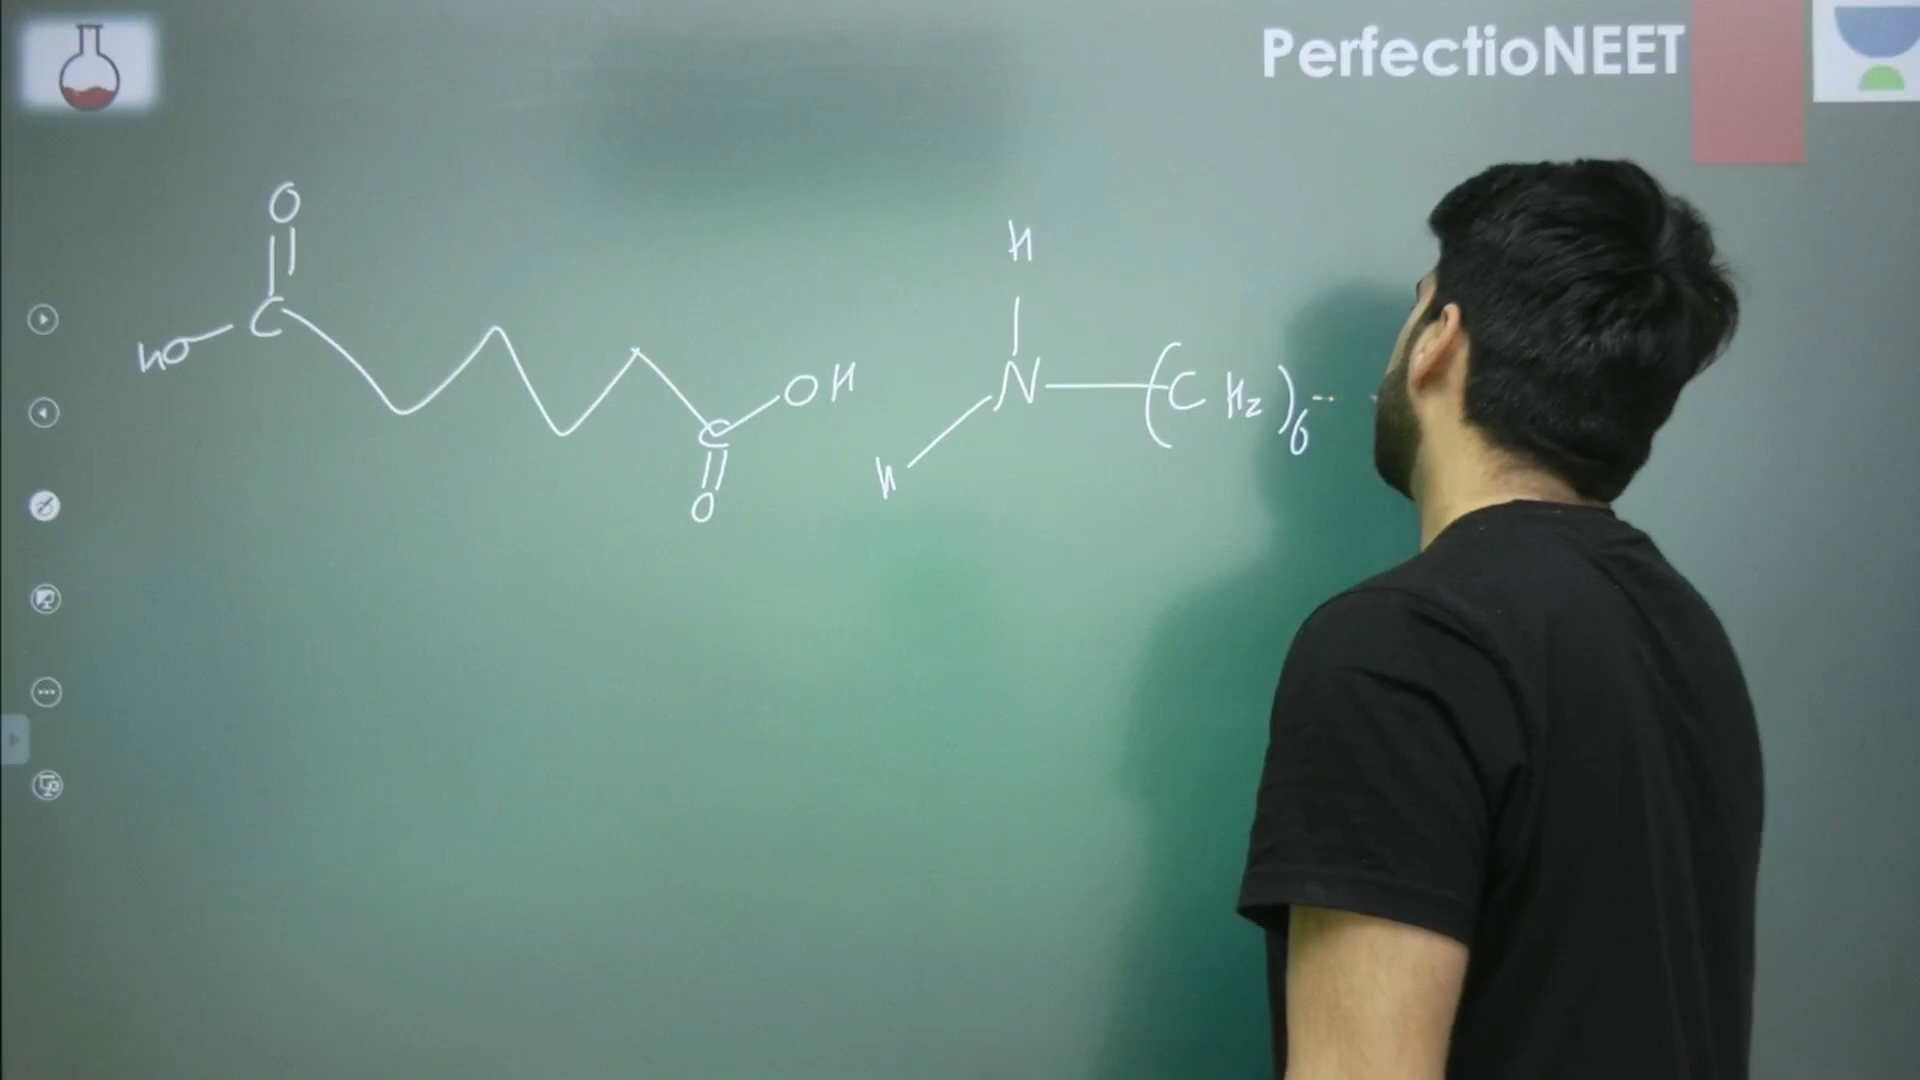 PerfectioNEET
O
HO C
OH
C
O
H
N (CH2)6
H